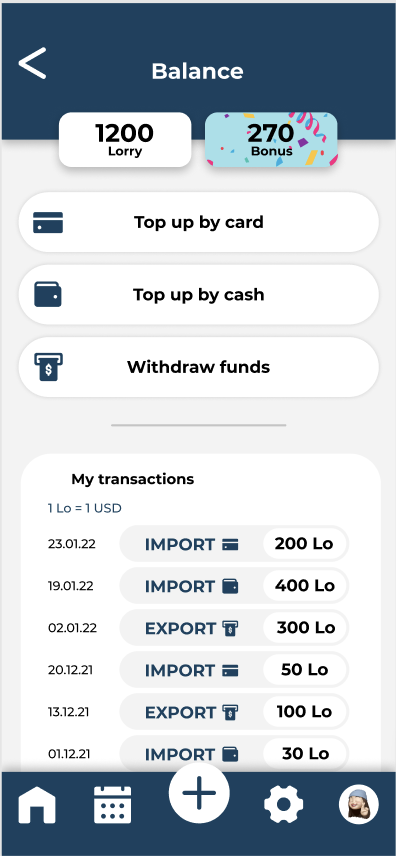 Balance
1200
Lorry
270
Bonus
Top up by card
Top up by cash
Withdraw funds
My transactions
1 Lo = 1 USD
23.01.22 IMPORT 200 Lo
19.01.22 IMPORT 400 Lo
02.01.22 EXPORT 300 Lo
20.12.21 IMPORT 50 Lo
13.12.21 EXPORT 100 Lo
01.12.21 IMPORT 30 Lo